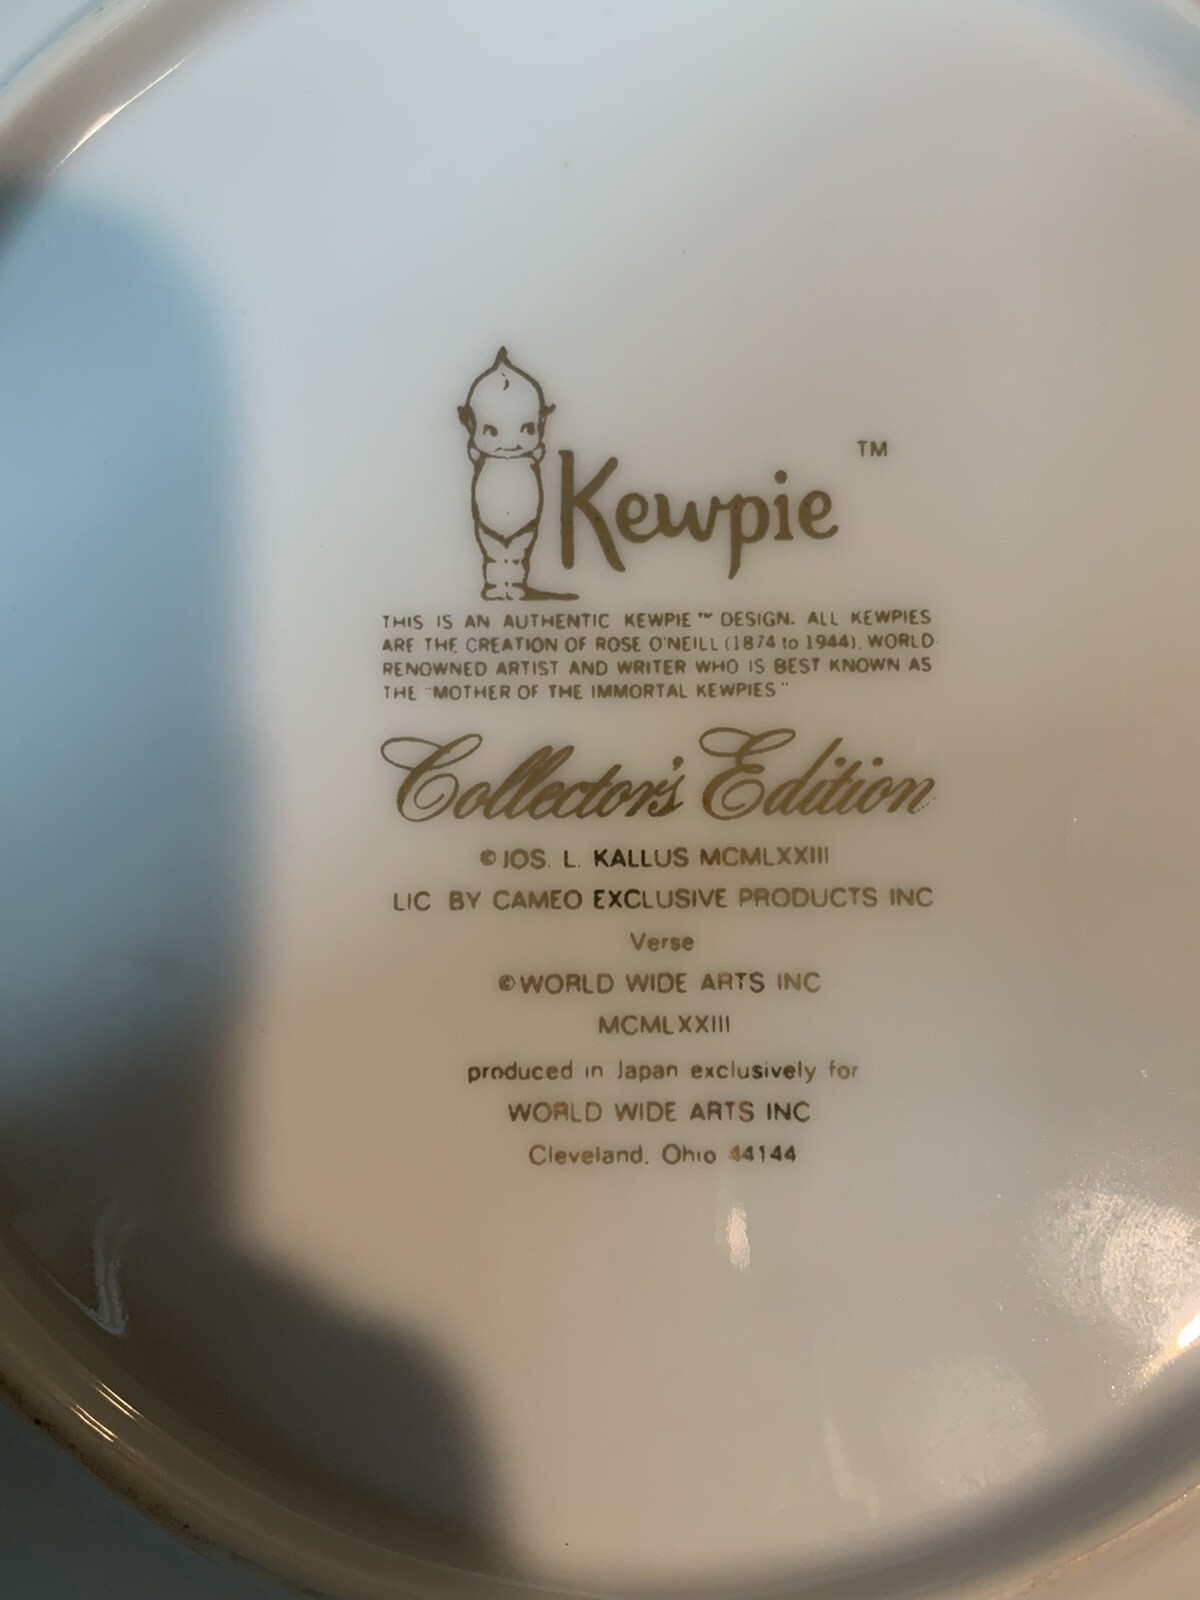 Kewpie ™
THIS IS AN AUTHENTIC KEWPIE ™ DESIGN. ALL KEWPIES
ARE THE CREATION OF ROSE O'NEILL (1874 to 1944), WORLD-
RENOWNED ARTIST AND WRITER WHO IS BEST KNOWN AS
THE "MOTHER OF THE IMMORTAL KEWPIES"
Collector's Edition
© JOS. L. KALLUS MCMLXXIII
LIC BY CAMEO EXCLUSIVE PRODUCTS INC
Verse
© WORLD WIDE ARTS INC
MCMLXXIII
produced in Japan exclusively for
WORLD WIDE ARTS INC
Cleveland, Ohio 44144